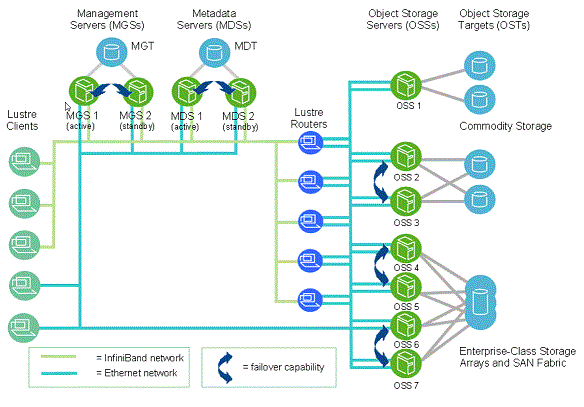 Management
Servers (MGSs)
Metadata
Servers (MDSs)
Object Storage
Servers (OSSs)
Object Storage
Targets (OSTs)
MGT
MDT
OSS 1
Lustre
Clients
MGS 1
(active)
MGS 2
(standby)
MDS 1
(active)
MDS 2
(standby)
Lustre
Routers
Commodity Storage
OSS 2
OSS 3
OSS 4
OSS 5
OSS 6
OSS 7
Enterprise-Class Storage
Arrays and SAN Fabric
= InfiniBand network
= Ethernet network
= failover capability